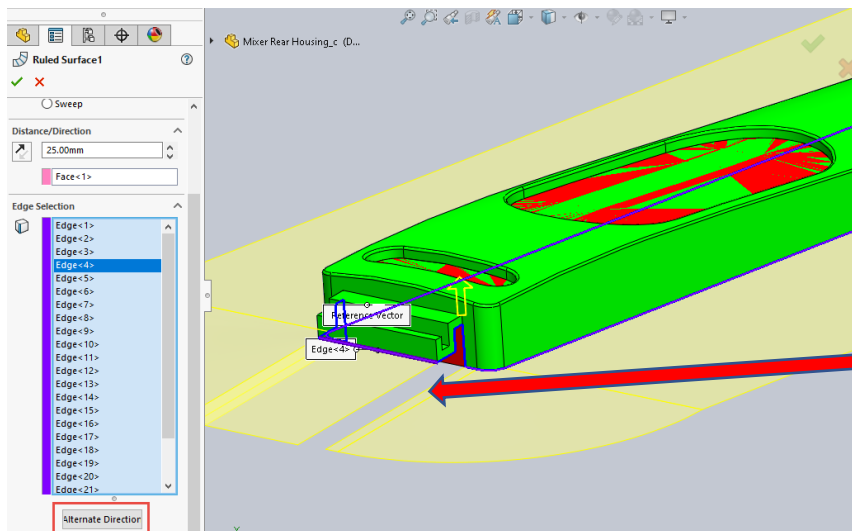 Ruled Surface1
Mixer Rear Housing_c (D...
Sweep
Distance/Direction
25.00mm
Face<1>
Edge Selection
Edge<1>
Edge<2>
Edge<3>
Edge<4>
Edge<5>
Edge<6>
Edge<7>
Edge<8>
Edge<9>
Edge<10>
Edge<11>
Edge<12>
Edge<13>
Edge<14>
Edge<15>
Edge<16>
Edge<17>
Edge<18>
Edge<19>
Edge<20>
Edge<21>
Alternate Direction
Reference Vector
Edge<4>